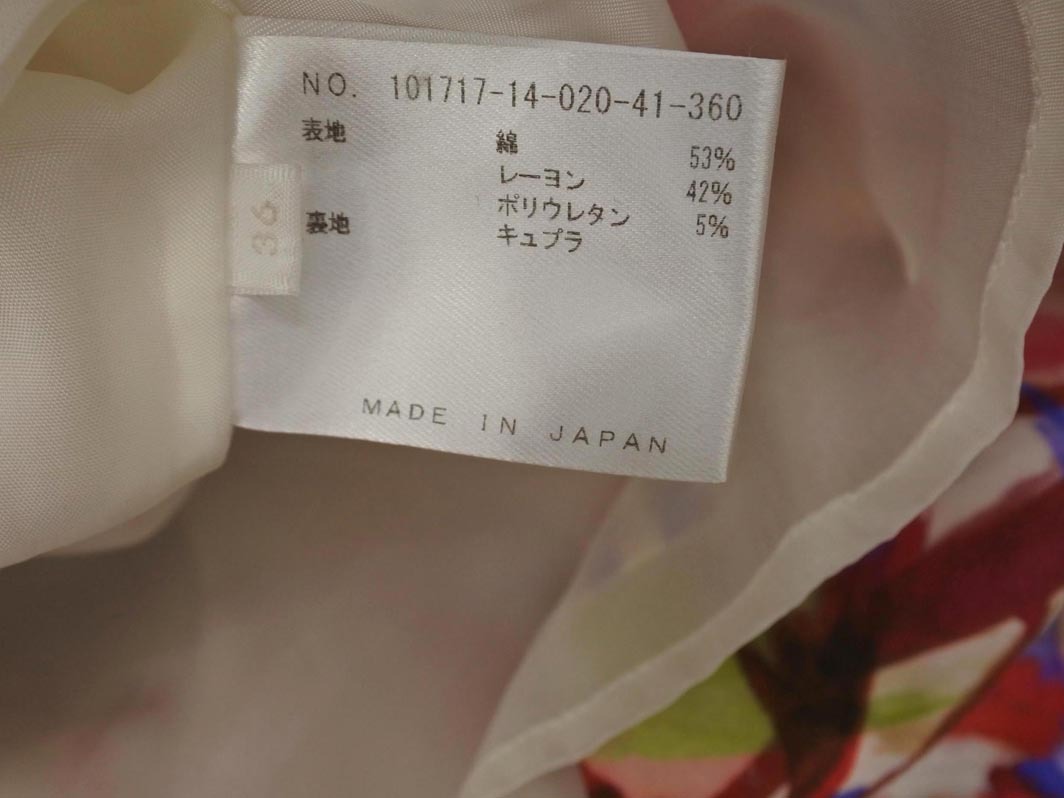 NO. 101717-14-020-41-360
表地 綿 53%
レーヨン 42%
ポリウレタン 5%
裏地 キュプラ
MADE IN JAPAN
36